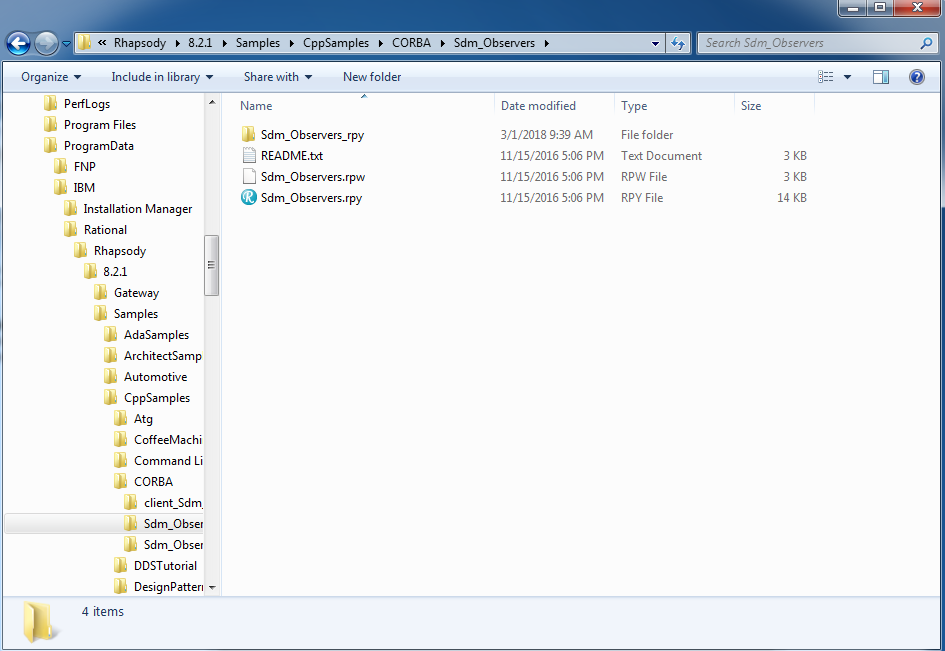 « Rhapsody 8.2.1 Samples CppSamples CORBA Sdm_Observers
Search Sdm_Observers
Organize Include in library Share with New folder
PerfLogs
Program Files
ProgramData
FNP
IBM
Installation Manager
Rational
Rhapsody
8.2.1
Gateway
Samples
AdaSamples
ArchitectSamp
Automotive
CppSamples
Atg
CoffeeMachi
Command Li
CORBA
client_Sdm_
Sdm_Obser
Sdm_Obser
DDSTutorial
DesignPatter
Name Date modified Type Size
Sdm_Observers_rpy 3/1/2018 9:39 AM File folder
README.txt 11/15/2016 5:06 PM Text Document 3 KB
Sdm_Observers.rpw 11/15/2016 5:06 PM RPW File 3 KB
Sdm_Observers.rpy 11/15/2016 5:06 PM RPY File 14 KB
4 items